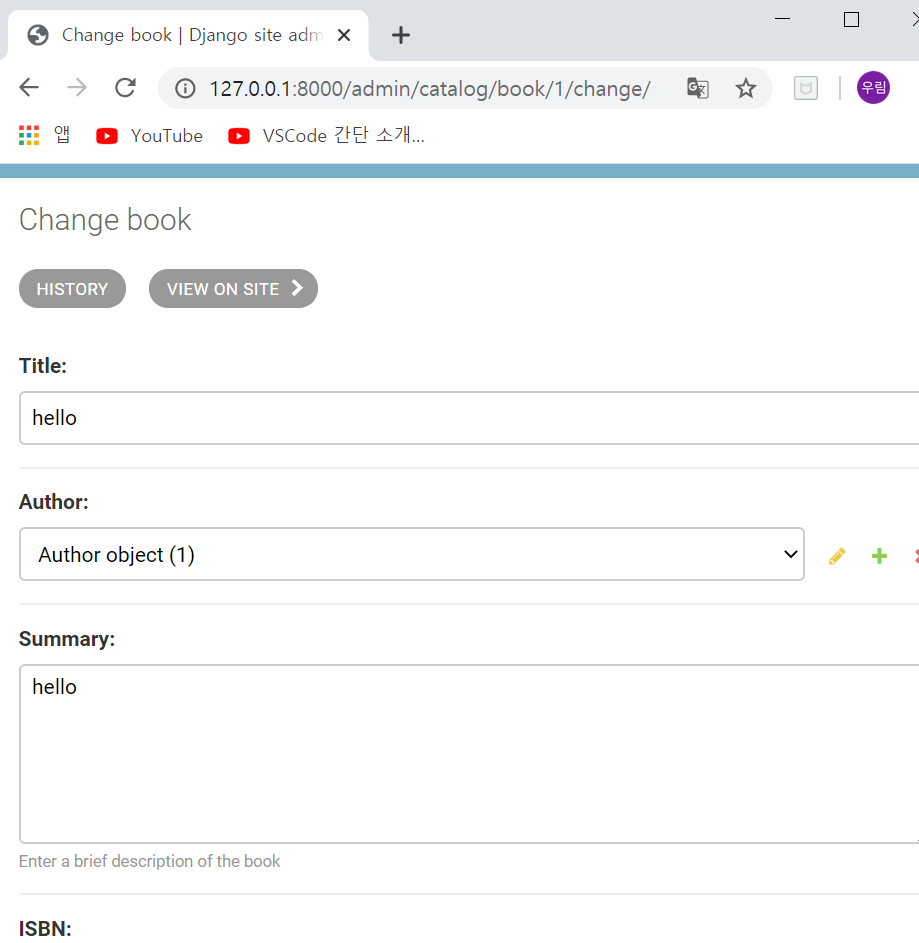 Change book | Django site adm
127.0.0.1:8000/admin/catalog/book/1/change/
우림
앱
YouTube
VSCode 간단 소개...
Change book
HISTORY
VIEW ON SITE
Title:
hello
Author:
Author object (1)
Summary:
hello
Enter a brief description of the book
ISBN: